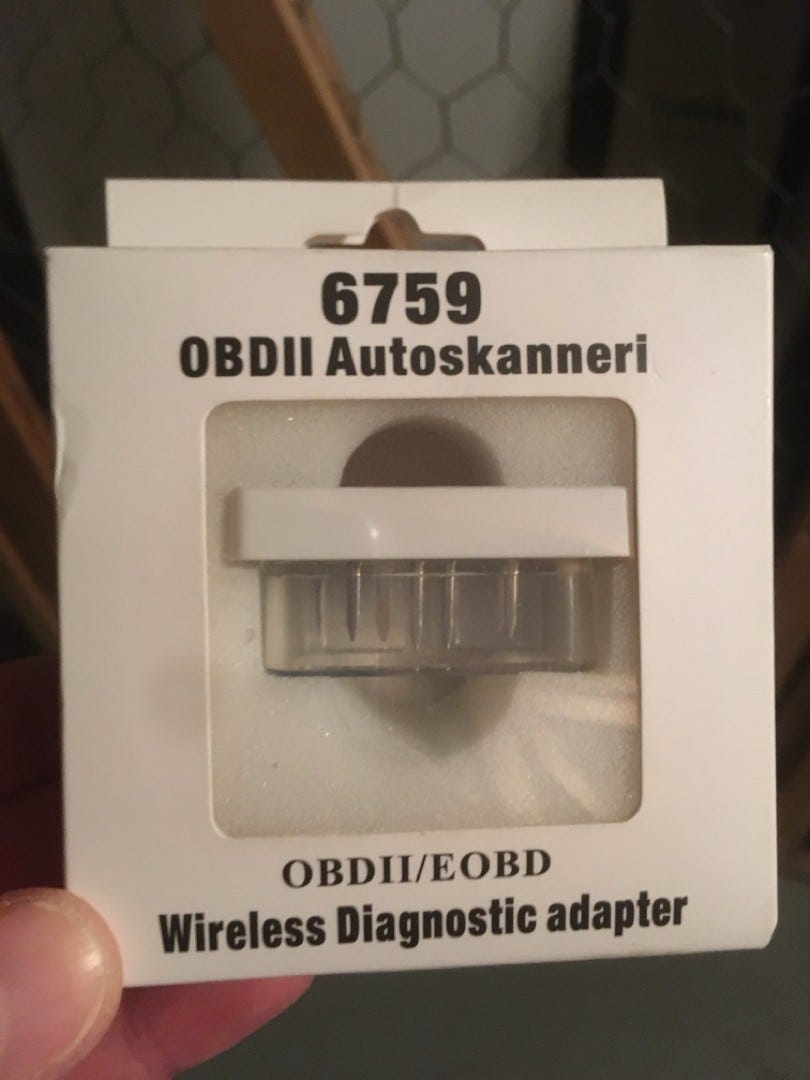 6759
OBDII Autoskanneri
OBDII/EOBD
Wireless Diagnostic adapter